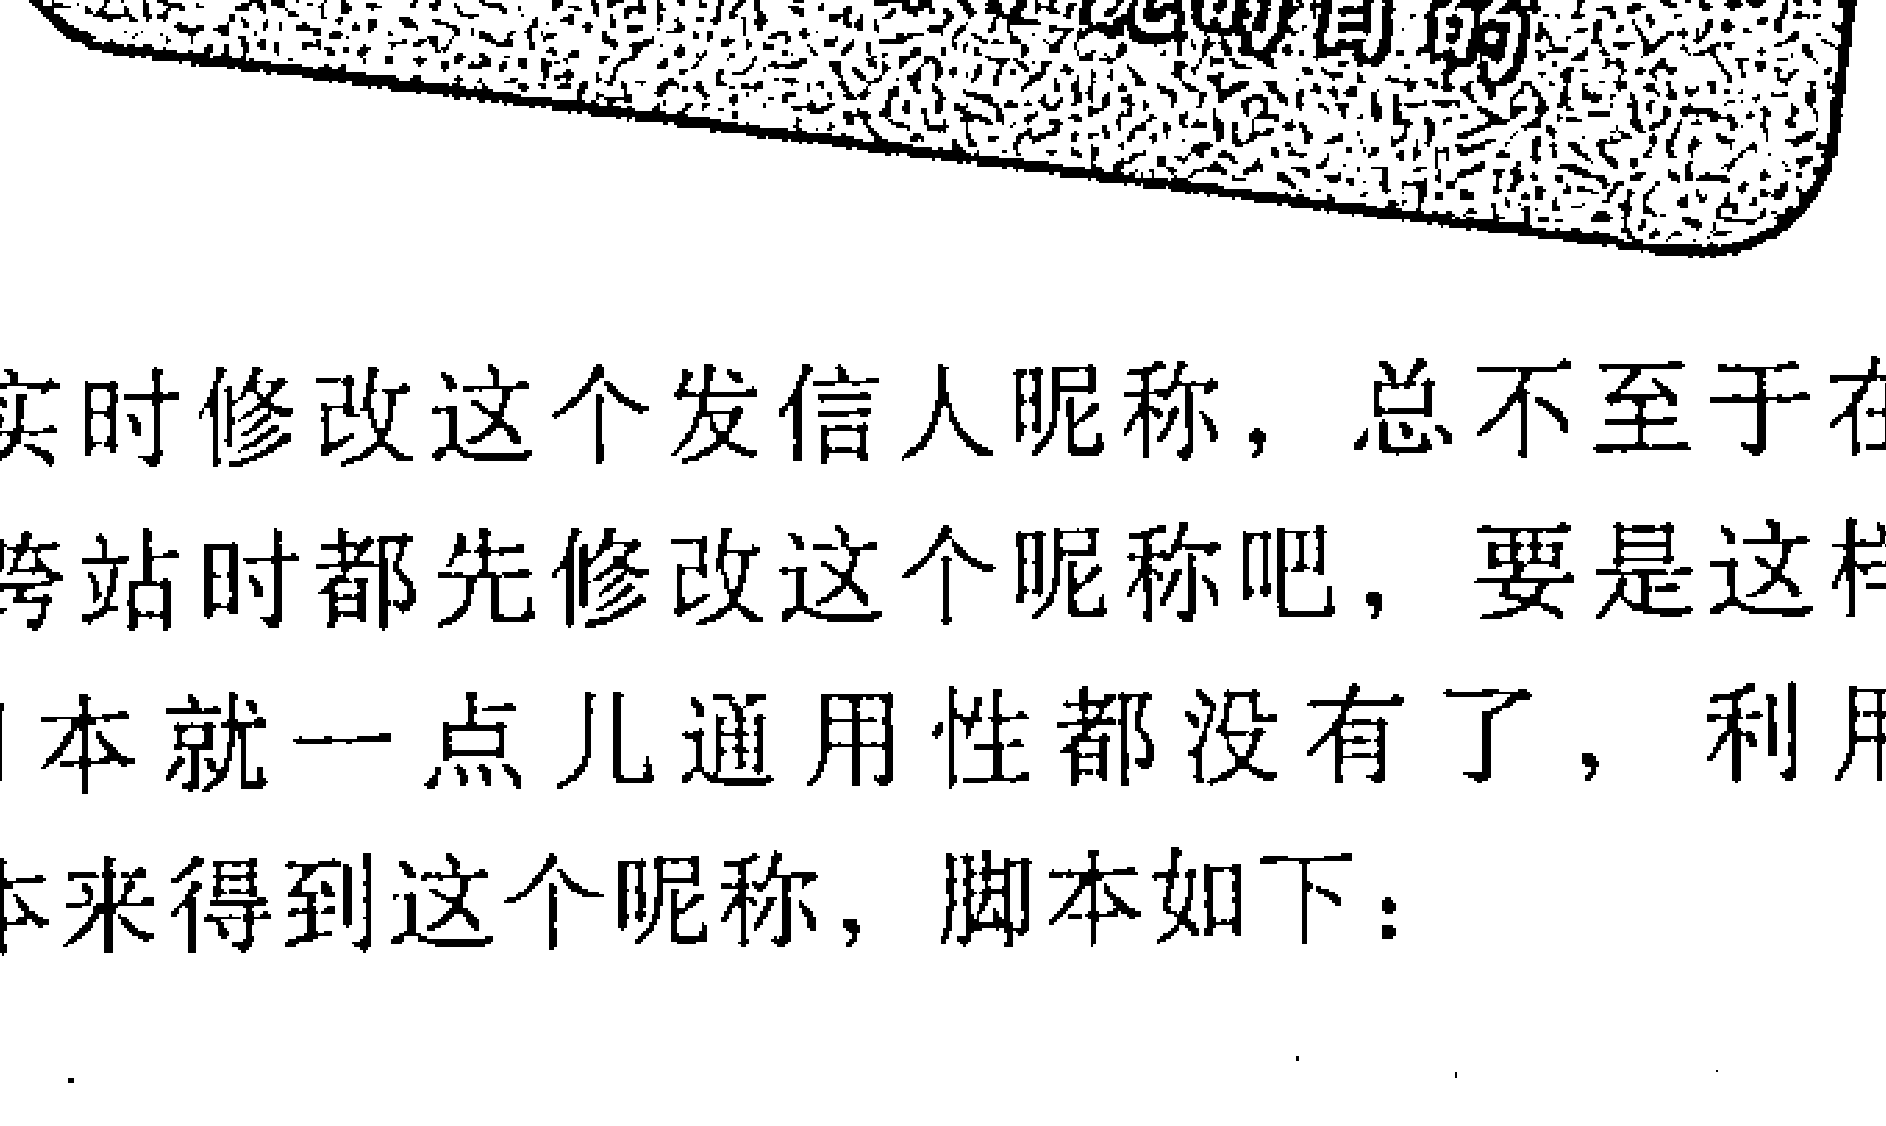 的
实时修改这个发信人昵称，总不至于在
跨站时都先修改这个昵称吧，要是这样
本就一点儿通用性都没有了，利用
本来得到这个昵称，脚本如下：